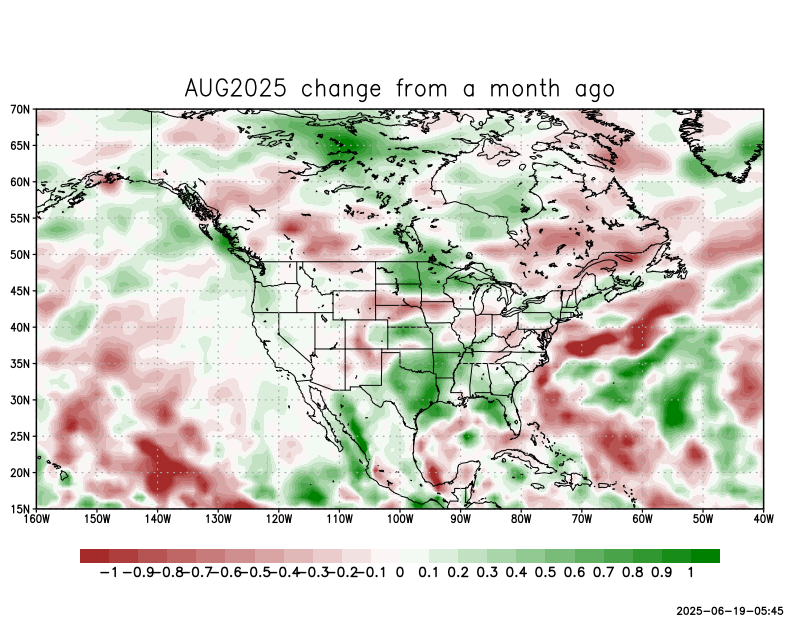 AUG2025 change from a month ago
70N
65N
60N
55N
50N
45N
40N
35N
30N
25N
20N
15N
160W 150W 140W 130W 120W 110W 100W 90W 80W 70W 60W 50W 40W
−1 −0.9 −0.8 −0.7 −0.6 −0.5 −0.4 −0.3 −0.2 −0.1 0 0.1 0.2 0.3 0.4 0.5 0.6 0.7 0.8 0.9 1
2025-06-19-05:45